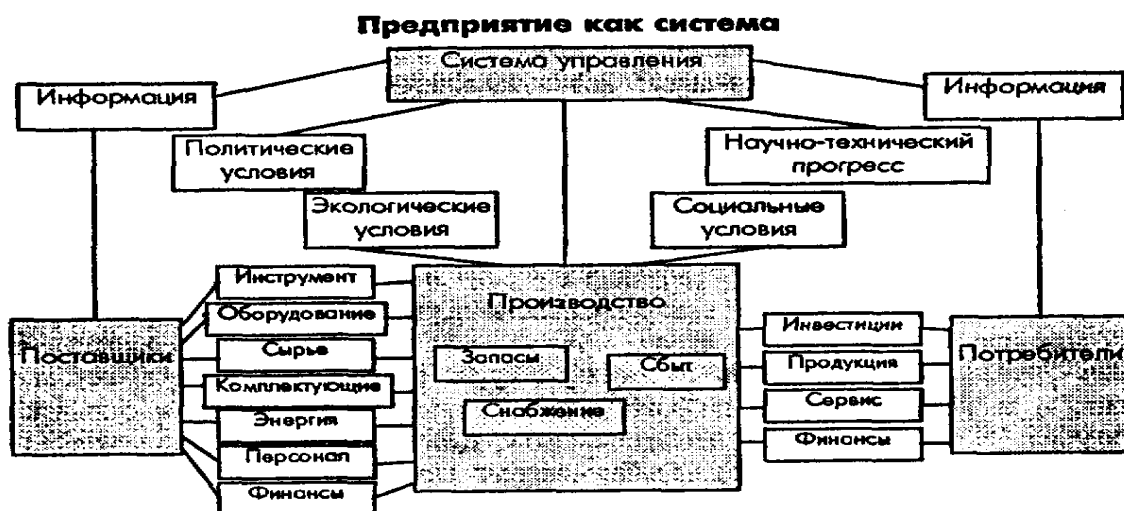 Предприятие как система
Система управления
Информация
Информация
Политические
условия
Научно-технический
прогресс
Экологические
условия
Социальные
условия
Инструмент
Оборудование
Сырье
Комплектующие
Энергия
Персонал
Финансы
Поставщики
Производство
Запасы
Сбыт
Снабжение
Инвестиции
Продукция
Сервис
Финансы
Потребители